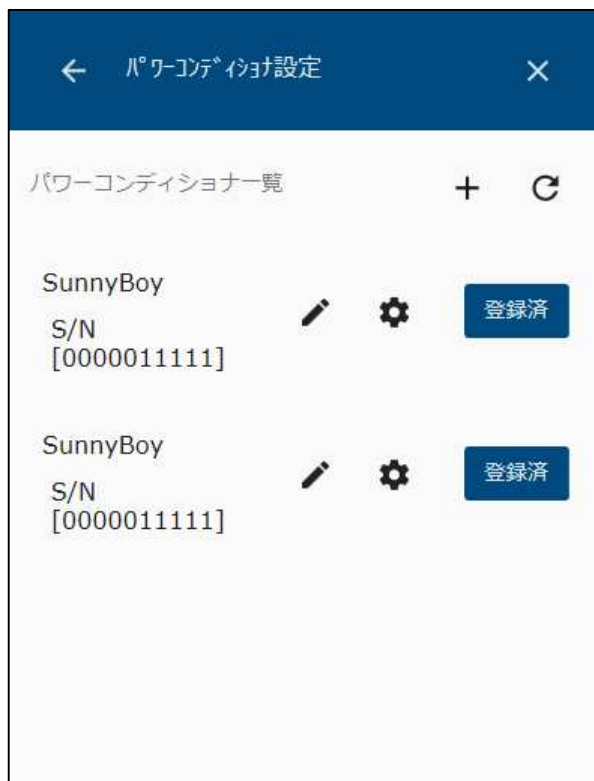 ﾊﾟﾜｰｺﾝﾃﾞｨｼｮﾅ設定
パワーコンディショナ一覧
SunnyBoy
S/N
[0000011111]
登録済
SunnyBoy
S/N
[0000011111]
登録済